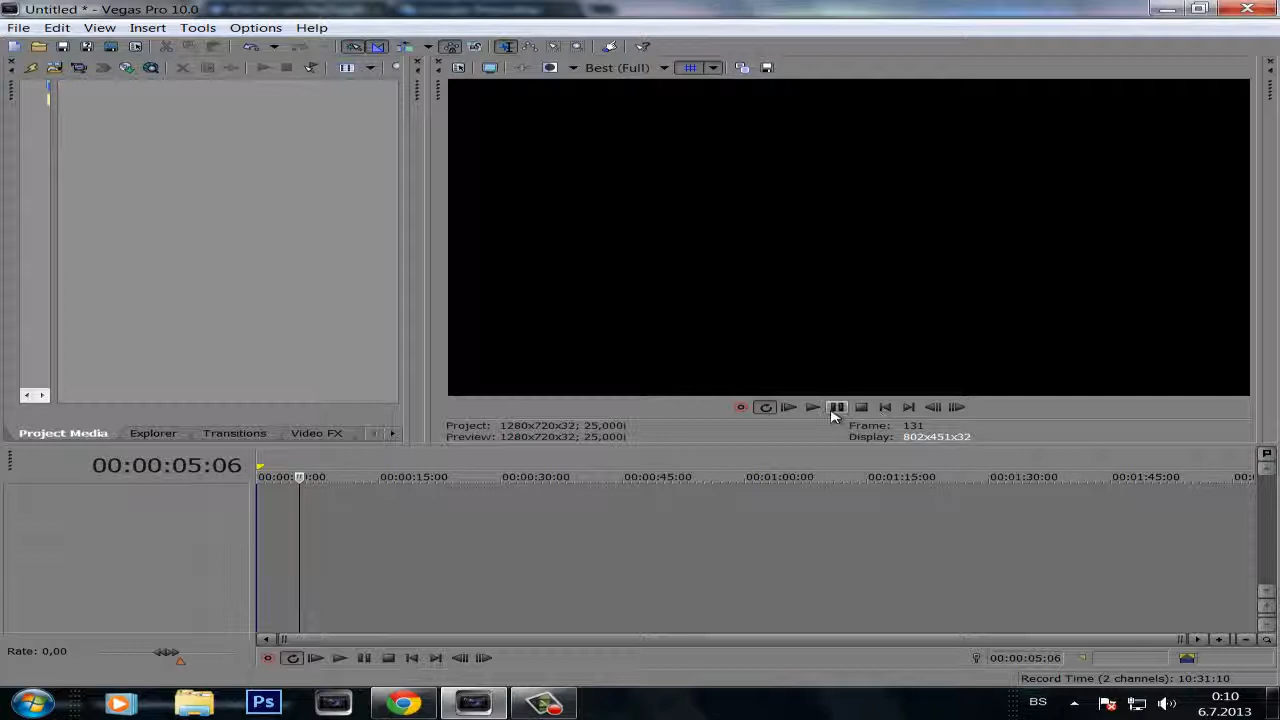 Untitled * - Vegas Pro 10.0
File Edit View Insert Tools Options Help
Best (Full)
Project: 1280x720x32; 25,000i
Preview: 1280x720x32; 25,000i
Frame: 131
Display: 802x451x32
Project Media Explorer Transitions Video FX
00:00:05:06
00:00:15:00 00:00:30:00 00:00:45:00 00:01:00:00 00:01:15:00 00:01:30:00 00:01:45:00
Rate: 0,00
00:00:05:06
Record Time (2 channels): 10:31:10
Ps
BS
0:10
6.7.2013